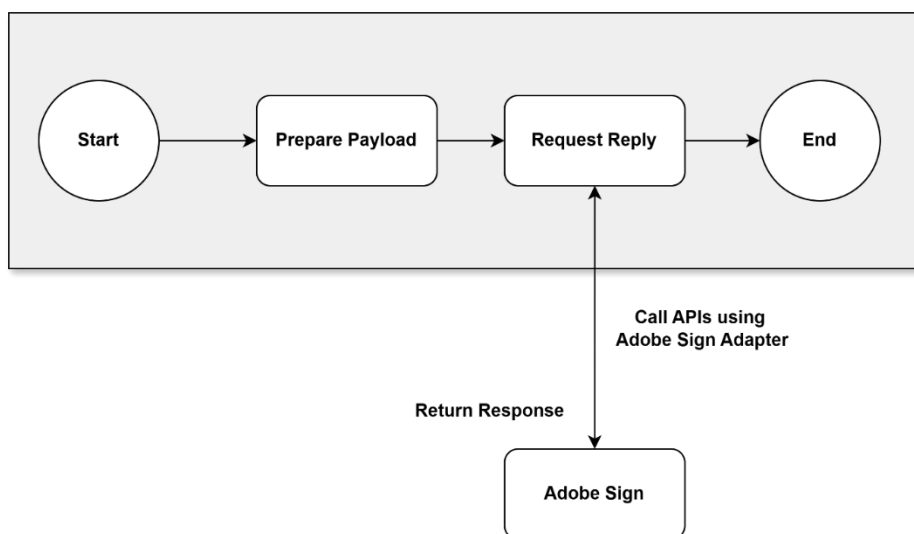 Start
Prepare Payload
Request Reply
End
Call APIs using
Adobe Sign Adapter
Return Response
Adobe Sign